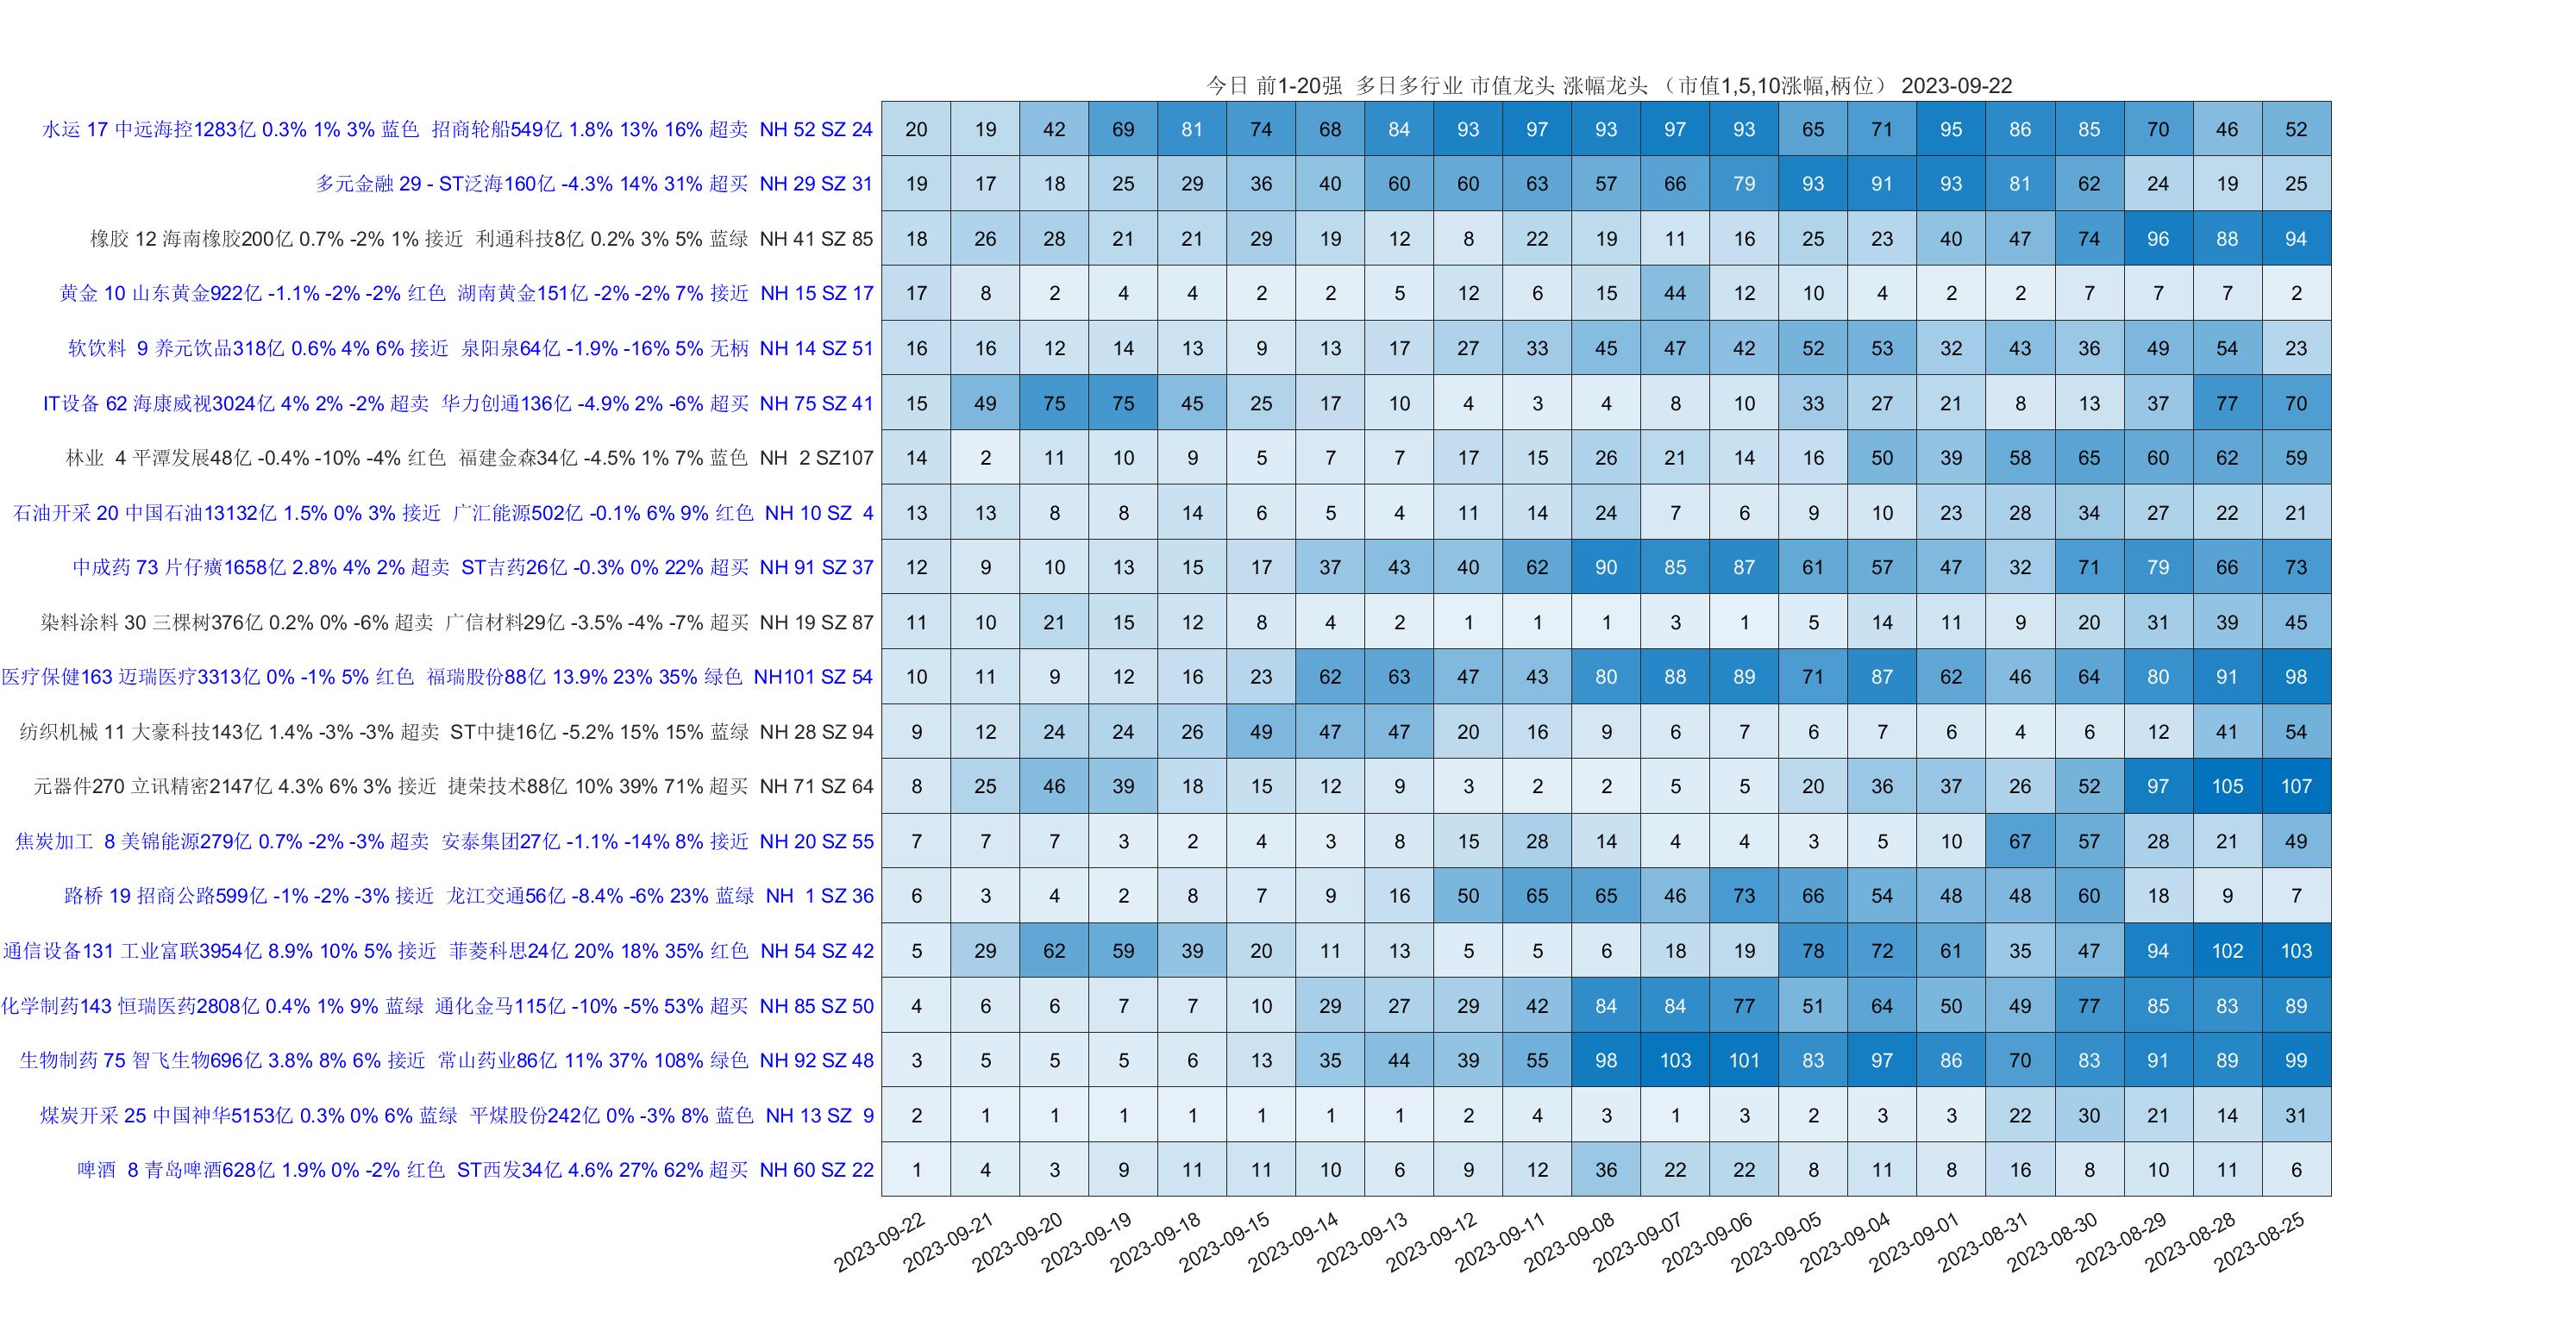 今日 前1-20强 多日多行业 市值龙头 涨幅龙头 （市值1,5,10涨幅,柄位） 2023-09-22
水运 17 中远海控1283亿 0.3% 1% 3% 蓝色 招商轮船549亿 1.8% 13% 16% 超卖 NH 52 SZ 24 20 19 42 69 81 74 68 84 93 97 93 97 93 65 71 95 86 85 70 46 52
多元金融 29 - ST泛海160亿 -4.3% 14% 31% 超买 NH 29 SZ 31 19 17 18 25 29 36 40 60 60 63 57 66 79 93 91 93 81 62 24 19 25
橡胶 12 海南橡胶200亿 0.7% -2% 1% 接近 利通科技8亿 0.2% 3% 5% 蓝绿 NH 41 SZ 85 18 26 28 21 21 29 19 12 8 22 19 11 16 25 23 40 47 74 96 88 94
黄金 10 山东黄金922亿 -1.1% -2% -2% 红色 湖南黄金151亿 -2% -2% 7% 接近 NH 15 SZ 17 17 8 2 4 4 2 2 5 12 6 15 44 12 10 4 2 2 7 7 7 2
软饮料 9 养元饮品318亿 0.6% 4% 6% 接近 泉阳泉64亿 -1.9% -16% 5% 无柄 NH 14 SZ 51 16 16 12 14 13 9 13 17 27 33 45 47 42 52 53 32 43 36 49 54 23
IT设备 62 海康威视3024亿 4% 2% -2% 超卖 华力创通136亿 -4.9% 2% -6% 超买 NH 75 SZ 41 15 49 75 75 45 25 17 10 4 3 4 8 10 33 27 21 8 13 37 77 70
林业 4 平潭发展48亿 -0.4% -10% -4% 红色 福建金森34亿 -4.5% 1% 7% 蓝色 NH 2 SZ107 14 2 11 10 9 5 7 7 17 15 26 21 14 16 50 39 58 65 60 62 59
石油开采 20 中国石油13132亿 1.5% 0% 3% 接近 广汇能源502亿 -0.1% 6% 9% 红色 NH 10 SZ 4 13 13 8 8 14 6 5 4 11 14 24 7 6 9 10 23 28 34 27 22 21
中成药 73 片仔癀1658亿 2.8% 4% 2% 超卖 ST吉药26亿 -0.3% 0% 22% 超买 NH 91 SZ 37 12 9 10 13 15 17 37 43 40 62 90 85 87 61 57 47 32 71 79 66 73
染料涂料 30 三棵树376亿 0.2% 0% -6% 超卖 广信材料29亿 -3.5% -4% -7% 超买 NH 19 SZ 87 11 10 21 15 12 8 4 2 1 1 1 3 1 5 14 11 9 20 31 39 45
医疗保健163 迈瑞医疗3313亿 0% -1% 5% 红色 福瑞股份88亿 13.9% 23% 35% 绿色 NH101 SZ 54 10 11 9 12 16 23 62 63 47 43 80 88 89 71 87 62 46 64 80 91 98
纺织机械 11 大豪科技143亿 1.4% -3% -3% 超卖 ST中捷16亿 -5.2% 15% 15% 蓝绿 NH 28 SZ 94 9 12 24 24 26 49 47 47 20 16 9 6 7 6 7 6 4 6 12 41 54
元器件270 立讯精密2147亿 4.3% 6% 3% 接近 捷荣技术88亿 10% 39% 71% 超买 NH 71 SZ 64 8 25 46 39 18 15 12 9 3 2 2 5 5 20 36 37 26 52 97 105 107
焦炭加工 8 美锦能源279亿 0.7% -2% -3% 超卖 安泰集团27亿 -1.1% -14% 8% 接近 NH 20 SZ 55 7 7 7 3 2 4 3 8 15 28 14 4 4 3 5 10 67 57 28 21 49
路桥 19 招商公路599亿 -1% -2% -3% 接近 龙江交通56亿 -8.4% -6% 23% 蓝绿 NH 1 SZ 36 6 3 4 2 8 7 9 16 50 65 65 46 73 66 54 48 48 60 18 9 7
通信设备131 工业富联3954亿 8.9% 10% 5% 接近 菲菱科思24亿 20% 18% 35% 红色 NH 54 SZ 42 5 29 62 59 39 20 11 13 5 5 6 18 19 78 72 61 35 47 94 102 103
化学制药143 恒瑞医药2808亿 0.4% 1% 9% 蓝绿 通化金马115亿 -10% -5% 53% 超买 NH 85 SZ 50 4 6 6 7 7 10 29 27 29 42 84 84 77 51 64 50 49 77 85 83 89
生物制药 75 智飞生物696亿 3.8% 8% 6% 接近 常山药业86亿 11% 37% 108% 绿色 NH 92 SZ 48 3 5 5 5 6 13 35 44 39 55 98 103 101 83 97 86 70 83 91 89 99
煤炭开采 25 中国神华5153亿 0.3% 0% 6% 蓝绿 平煤股份242亿 0% -3% 8% 蓝色 NH 13 SZ 9 2 1 1 1 1 1 1 2 4 3 1 3 2 3 3 22 30 21 14 31
啤酒 8 青岛啤酒628亿 1.9% 0% -2% 红色 ST西发34亿 4.6% 27% 62% 超买 NH 60 SZ 22 1 4 3 9 11 11 10 6 9 12 36 22 22 8 11 8 16 8 10 11 6
2023-09-22 2023-09-21 2023-09-20 2023-09-19 2023-09-18 2023-09-15 2023-09-14 2023-09-13 2023-09-12 2023-09-11 2023-09-08 2023-09-07 2023-09-06 2023-09-05 2023-09-04 2023-09-01 2023-08-31 2023-08-30 2023-08-29 2023-08-28 2023-08-25